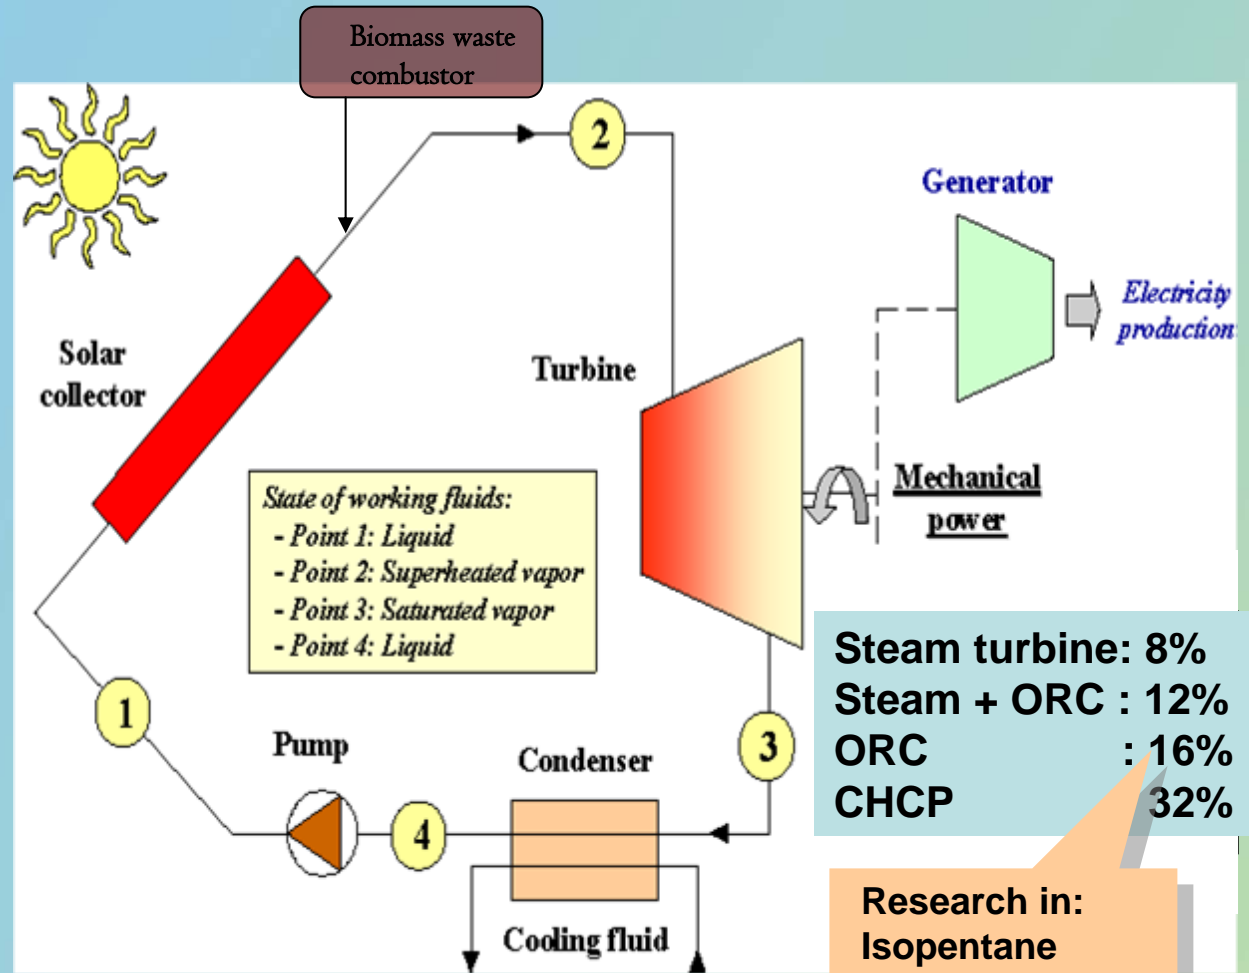 Biomass waste
combustor
2
Generator
Electricity
production
Solar
collector
Turbine
State of working fluids:
- Point 1: Liquid
- Point 2: Superheated vapor
- Point 3: Saturated vapor
- Point 4: Liquid
Mechanical
power
Steam turbine: 8%
Steam + ORC : 12%
ORC : 16%
CHCP 32%
1
Pump
Condenser
3
4
Cooling fluid
Research in:
Isopentane